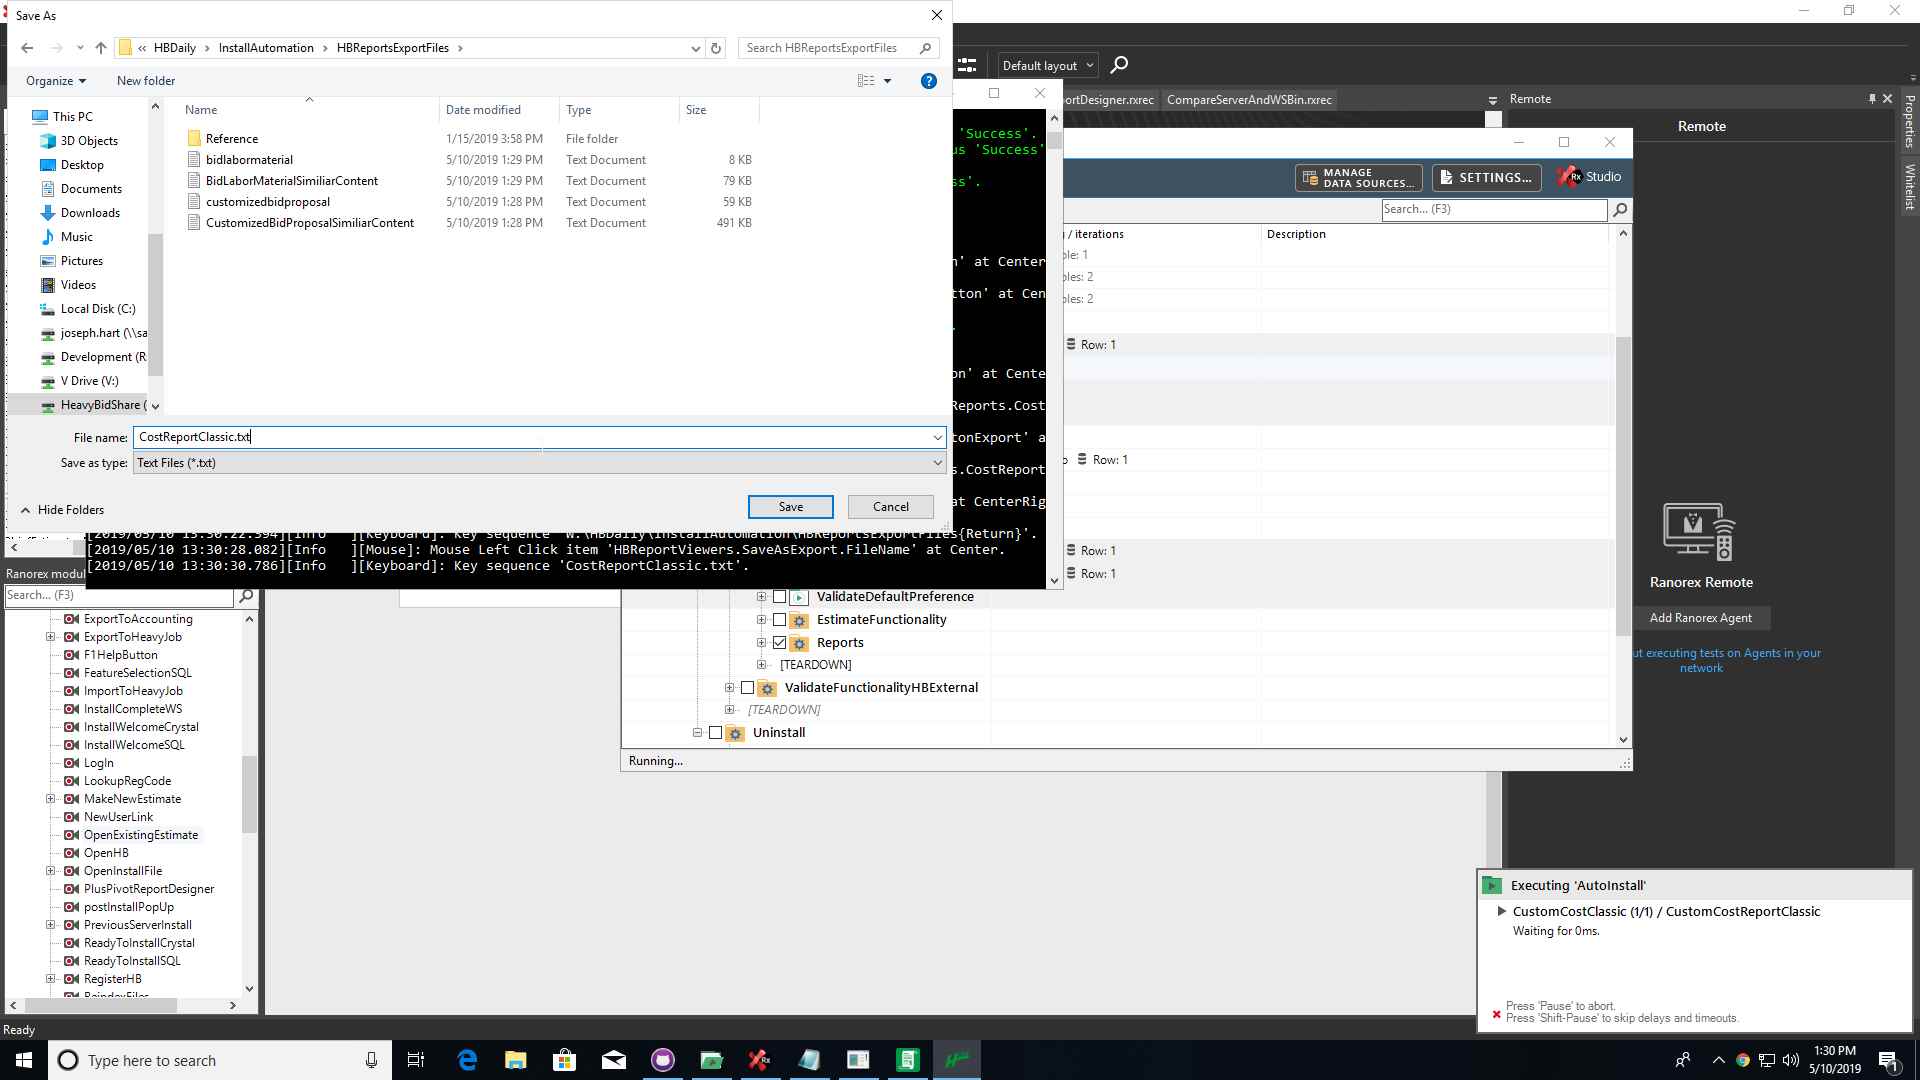 Save As
« HBDaily > InstallAutomation > HBReportsExportFiles >
Search HBReportsExportFiles
Organize
New folder
Name
Date modified
Type
Size
This PC
3D Objects
Desktop
Documents
Downloads
Music
Pictures
Videos
Local Disk (C:)
joseph.hart (\\sa
Development (R
V Drive (V:)
HeavyBidShare (
Reference 1/15/2019 3:58 PM File folder
bidlabormaterial 5/10/2019 1:29 PM Text Document 8 KB
BidLaborMaterialSimiliarContent 5/10/2019 1:29 PM Text Document 79 KB
customizedbidproposal 5/10/2019 1:28 PM Text Document 59 KB
CustomizedBidProposalSimiliarContent 5/10/2019 1:28 PM Text Document 491 KB
File name: CostReportClassic.txt
Save as type: Text Files (*.txt)
Hide Folders
Save
Cancel
Default layout
ortDesigner.rxrec
CompareServerAndWSBin.rxrec
Remote
Remote
Properties
Whitelist
'Success'.
us 'Success'
ss'.
n' at Center
tton' at Cen
on' at Cente
Reports.Cost
tonExport' a
s.CostReport
at CenterRig
[2019/05/10 13:30:22.394][Info ][Keyboard]: Key sequence 'W:\HBDaily\InstallAutomation\HBReportsExportFiles{Return}'.
[2019/05/10 13:30:28.082][Info ][Mouse]: Mouse Left Click item 'HBReportViewers.SaveAsExport.FileName' at Center.
[2019/05/10 13:30:30.786][Info ][Keyboard]: Key sequence 'CostReportClassic.txt'.
MANAGE DATA SOURCES...
SETTINGS...
Rx Studio
Search... (F3)
/ iterations
Description
ble: 1
bles: 2
bles: 2
Row: 1
Row: 1
Row: 1
Row: 1
ValidateDefaultPreference
EstimateFunctionality
Reports
[TEARDOWN]
ValidateFunctionalityHBExternal
[TEARDOWN]
Uninstall
Running...
Ranorex Remote
Add Ranorex Agent
ut executing tests on Agents in your
network
Ranorex modul
Search... (F3)
ExportToAccounting
ExportToHeavyJob
F1HelpButton
FeatureSelectionSQL
ImportToHeavyJob
InstallCompleteWS
InstallWelcomeCrystal
InstallWelcomeSQL
LogIn
LookupRegCode
MakeNewEstimate
NewUserLink
OpenExistingEstimate
OpenHB
OpenInstallFile
PlusPivotReportDesigner
postInstallPopUp
PreviousServerInstall
ReadyToInstallCrystal
ReadyToInstallSQL
RegisterHB
ReindexFiles
Ready
Executing 'AutoInstall'
CustomCostClassic (1/1) / CustomCostReportClassic
Waiting for 0ms.
Press 'Pause' to abort.
Press 'Shift-Pause' to skip delays and timeouts.
Type here to search
1:30 PM
5/10/2019
1